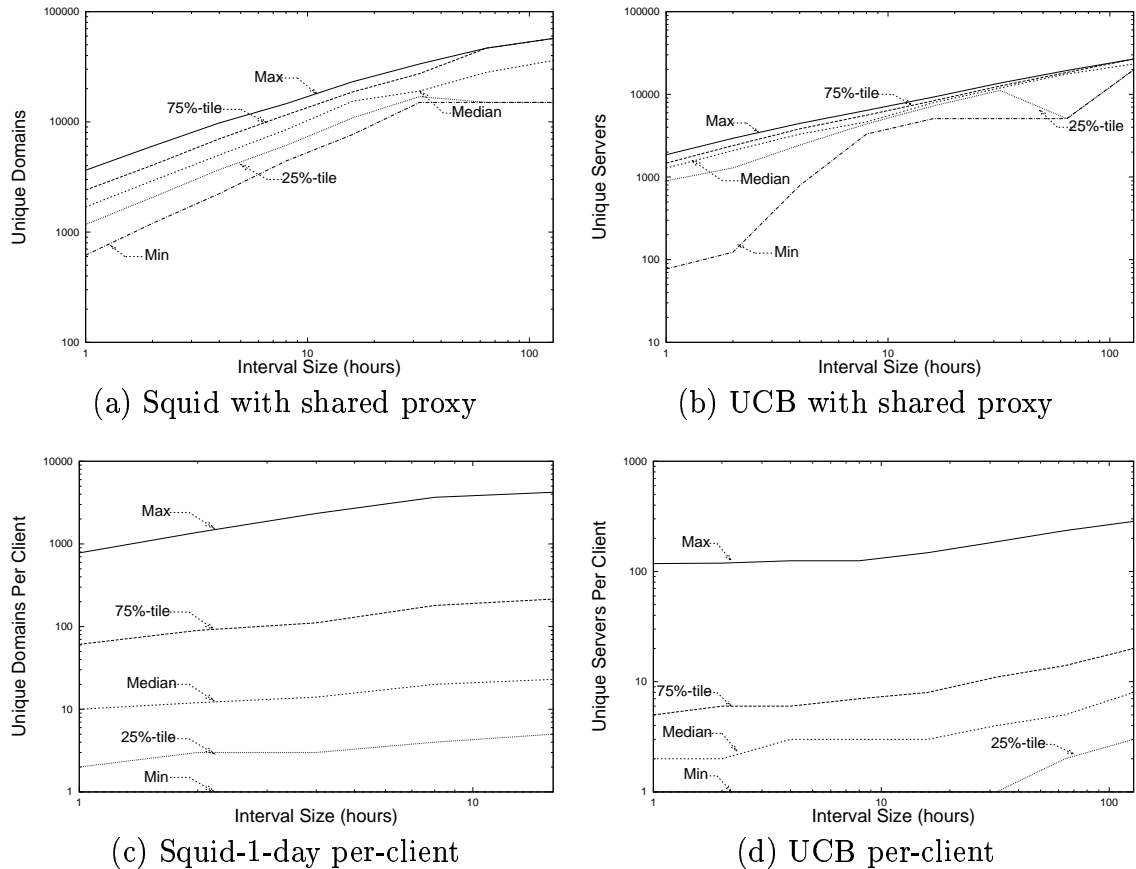 100000
10000
1000
100
1
10
100
Unique Domains
Interval Size (hours)
Max
75%-tile
Median
25%-tile
Min
(a) Squid with shared proxy
100000
10000
1000
100
10
1
10
100
Unique Servers
Interval Size (hours)
Max
75%-tile
Median
25%-tile
Min
(b) UCB with shared proxy
10000
1000
100
10
1
1
10
Unique Domains Per Client
Interval Size (hours)
Max
75%-tile
Median
25%-tile
Min
(c) Squid-1-day per-client
1000
100
10
1
1
10
100
Unique Servers Per Client
Interval Size (hours)
Max
75%-tile
Median
25%-tile
Min
(d) UCB per-client